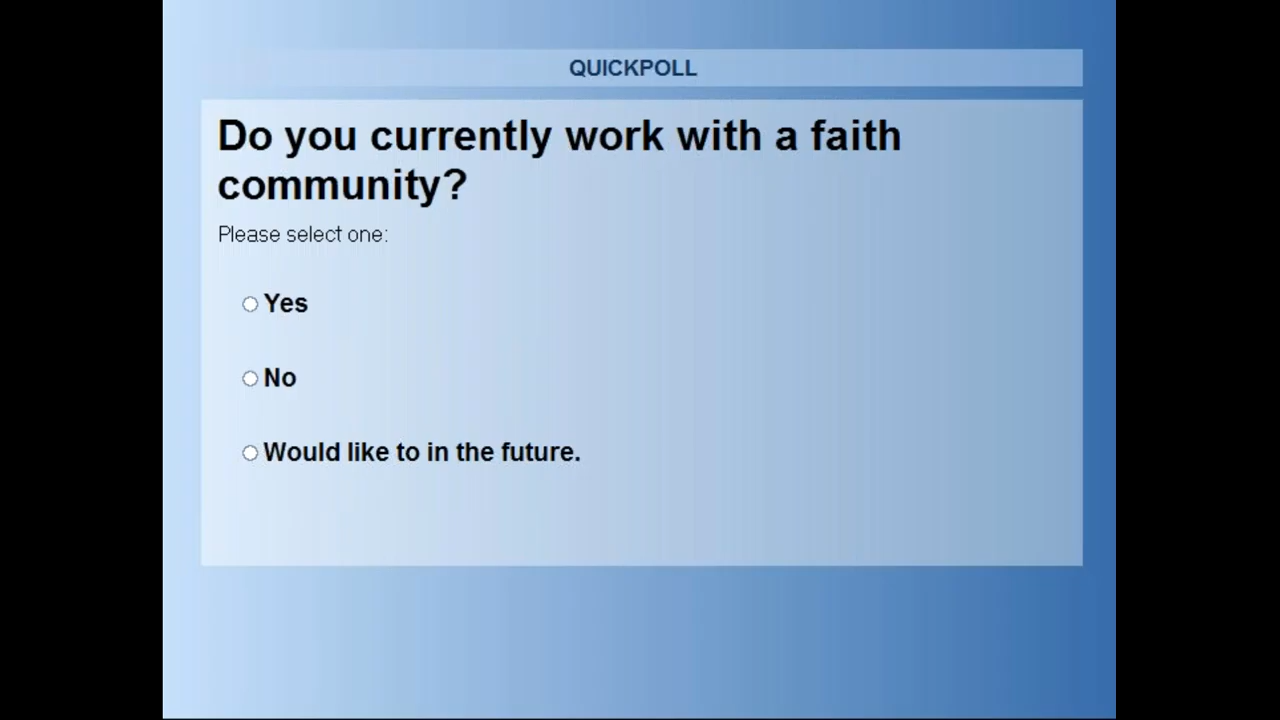 QUICKPOLL
Do you currently work with a faith
community?
Please select one:
Yes
No
Would like to in the future.